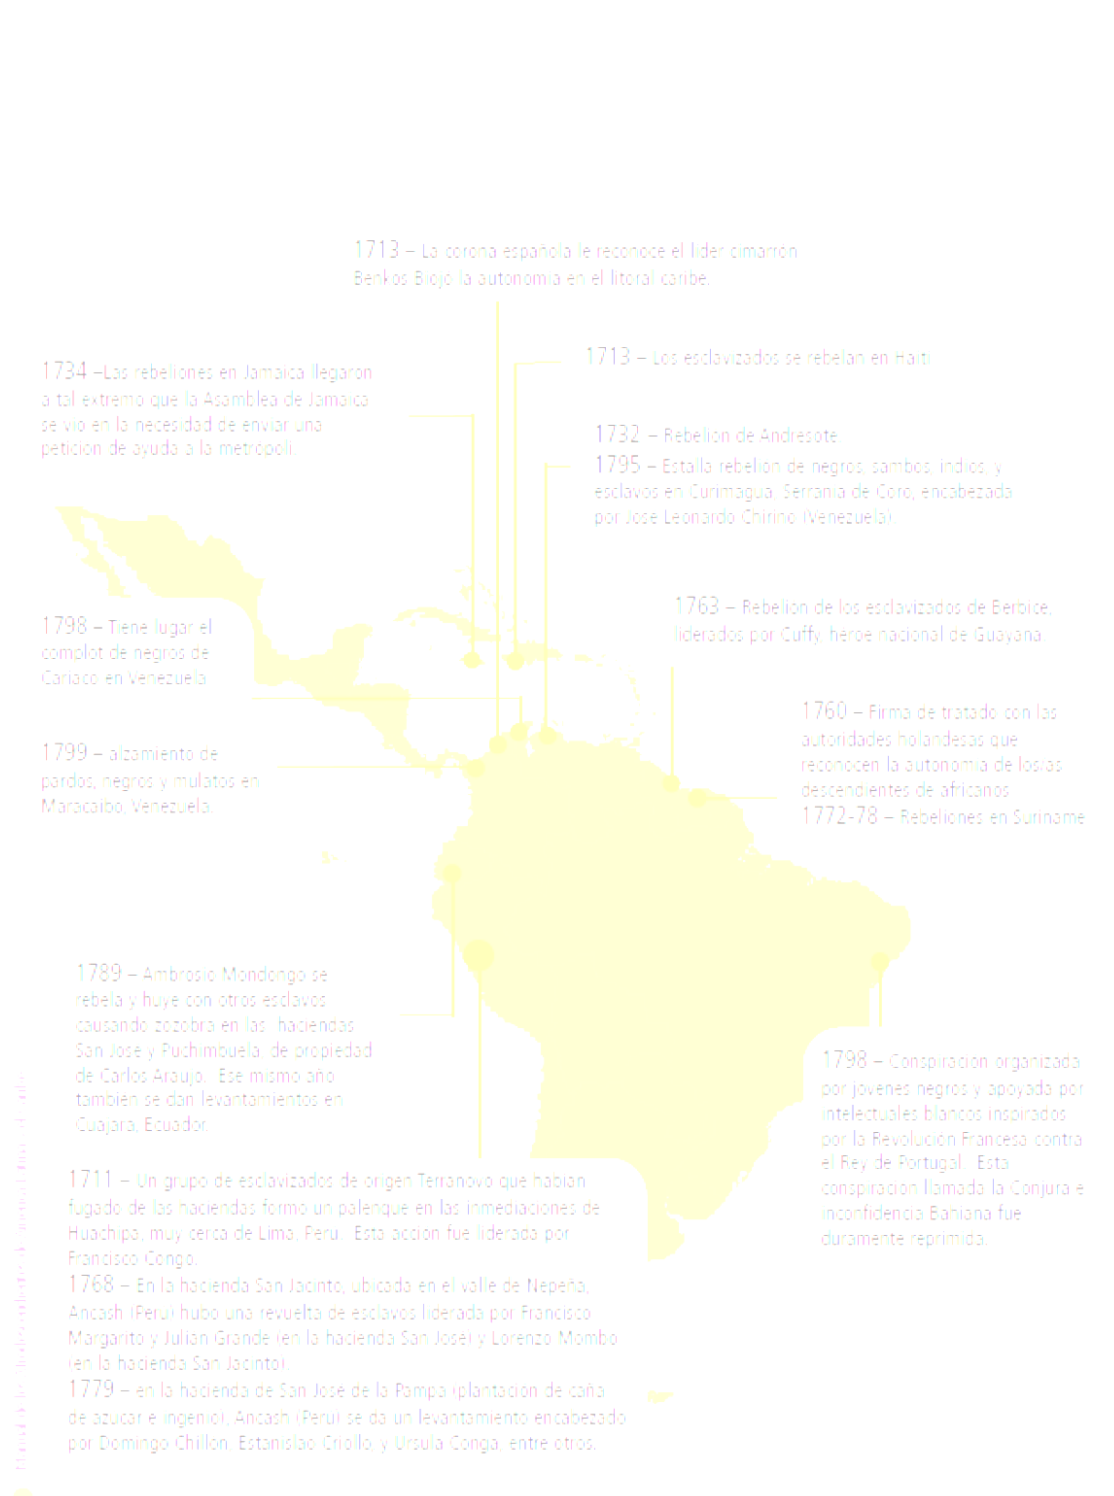 1713 – La corona española le reconoce el líder cimarrón
Benkos Biojo la autonomía en el litoral caribe.
1713 – Los esclavizados se rebelan en Haití
1734 –Las rebeliones en Jamaica llegaron
a tal extremo que la Asamblea de Jamaica
se vio en la necesidad de enviar una
petición de ayuda a la metrópoli.
1732 – Rebelión de Andresote.
1795 – Estalla rebelión de negros, sambos, indios, y
esclavos en Curimagua, Serranía de Coro, encabezada
por José Leonardo Chirino (Venezuela)
1763 – Rebelión de los esclavizados de Berbice,
liderados por Cuffy, héroe nacional de Guayana.
1798 – Tiene lugar el
complot de negros de
Cariaco en Venezuela
1760 – Firma de tratado con las
autoridades holandesas que
reconocen la autonomía de los/as
descendientes de africanos.
1772-78 – Rebeliones en Suriname
1799 – alzamiento de
pardos, negros y mulatos en
Maracaibo, Venezuela.
1789 – Ambrosio Mondongo se
rebela y huye con otros esclavos
causando zozobra en las haciendas
San José y Puchimbuela, de propiedad
de Carlos Araujo. Ese mismo año
también se dan levantamientos en
Cuajara, Ecuador.
1798 – Conspiración organizada
por jóvenes negros y apoyada por
intelectuales blancos inspirados
por la Revolución Francesa contra
el Rey de Portugal. Esta
conspiración llamada la Conjura e
inconfidencia Bahiana fue
duramente reprimida.
1711 – Un grupo de esclavizados de origen Terranovo que habían
fugado de las haciendas formó un palenque en las inmediaciones de
Huachipa, muy cerca de Lima, Perú. Esta acción fue liderada por
Francisco Congo.
1768 – En la hacienda San Jacinto, ubicada en el valle de Nepeña,
Ancash (Perú) hubo una revuelta de esclavos liderada por Francisco
Margarito y Julián Grande (en la hacienda San José) y Lorenzo Mombo
(en la hacienda San Jacinto).
1779 – en la hacienda de San José de la Pampa (plantación de caña
de azúcar e ingenio), Ancash (Perú) se da un levantamiento encabezado
por Domingo Chillón, Estanislao Criollo, y Úrsula Conga, entre otros.